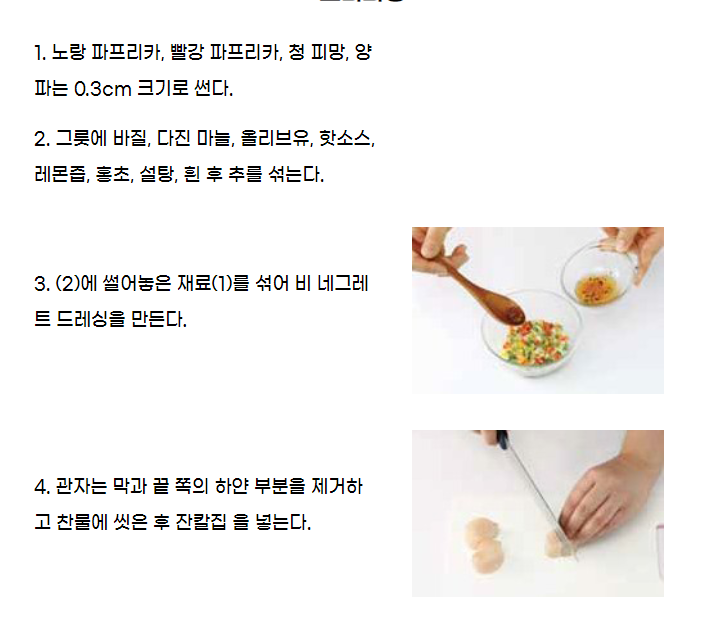 1. 노랑 파프리카, 빨강 파프리카, 청 피망, 양
파는 0.3cm 크기로 썬다.
2. 그릇에 바질, 다진 마늘, 올리브유, 핫소스,
레몬즙, 홍초, 설탕, 흰 후 추를 섞는다.
3. (2)에 썰어놓은 재료(1)를 섞어 비 네그레
트 드레싱을 만든다.
4. 관자는 막과 끝 쪽의 하얀 부분을 제거하
고 찬물에 씻은 후 잔칼집 을 넣는다.